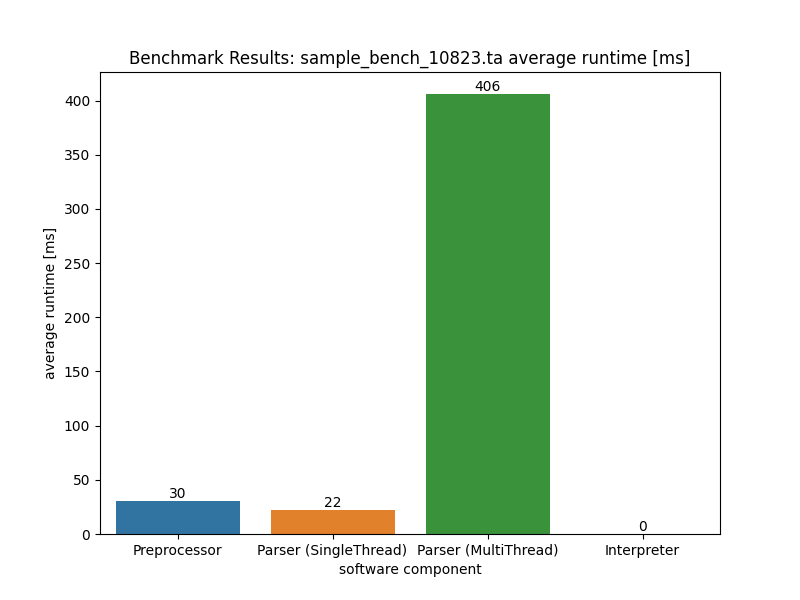 Benchmark Results: sample_bench_10823.ta average runtime [ms]
406
400
350
300
250
200
150
100
50
0
average runtime [ms]
30
22
0
Preprocessor
Parser (SingleThread)
Parser (MultiThread)
Interpreter
software component